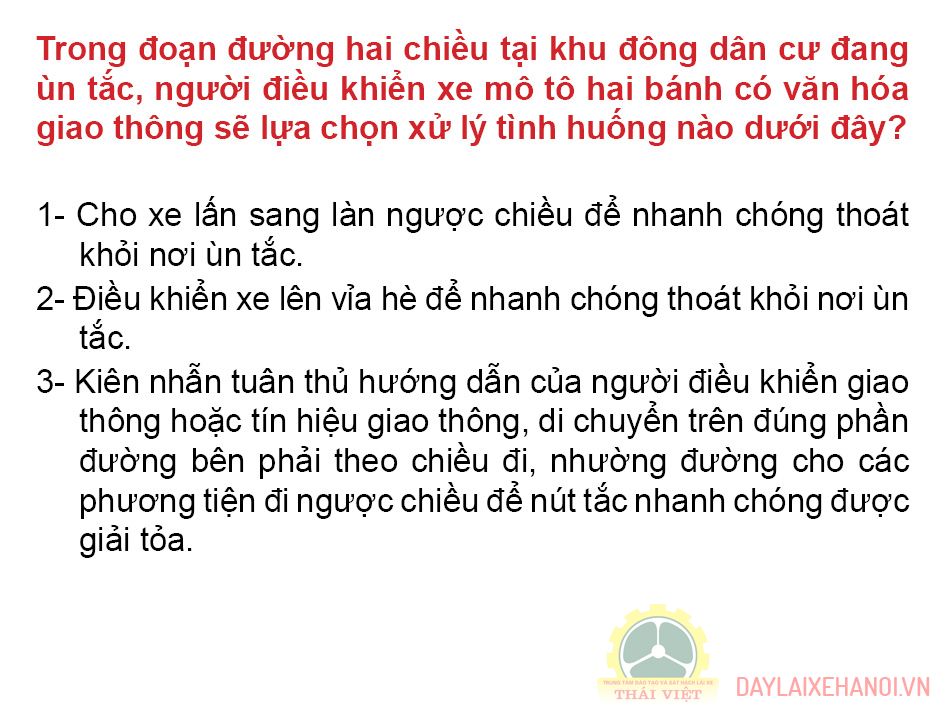 Trong đoạn đường hai chiều tại khu đông dân cư đang
ùn tắc, người điều khiển xe mô tô hai bánh có văn hóa
giao thông sẽ lựa chọn xử lý tình huống nào dưới đây?
1- Cho xe lấn sang làn ngược chiều để nhanh chóng thoát
khỏi nơi ùn tắc.
2- Điều khiển xe lên vỉa hè để nhanh chóng thoát khỏi nơi ùn
tắc.
3- Kiên nhẫn tuân thủ hướng dẫn của người điều khiển giao
thông hoặc tín hiệu giao thông, di chuyển trên đúng phần
đường bên phải theo chiều đi, nhường đường cho các
phương tiện đi ngược chiều để nút tắc nhanh chóng được
giải tỏa.
TRUNG TÂM ĐÀO TẠO VÀ SÁT HẠCH LÁI XE
THÁI VIỆT
DAYLAIXEHANOI.VN